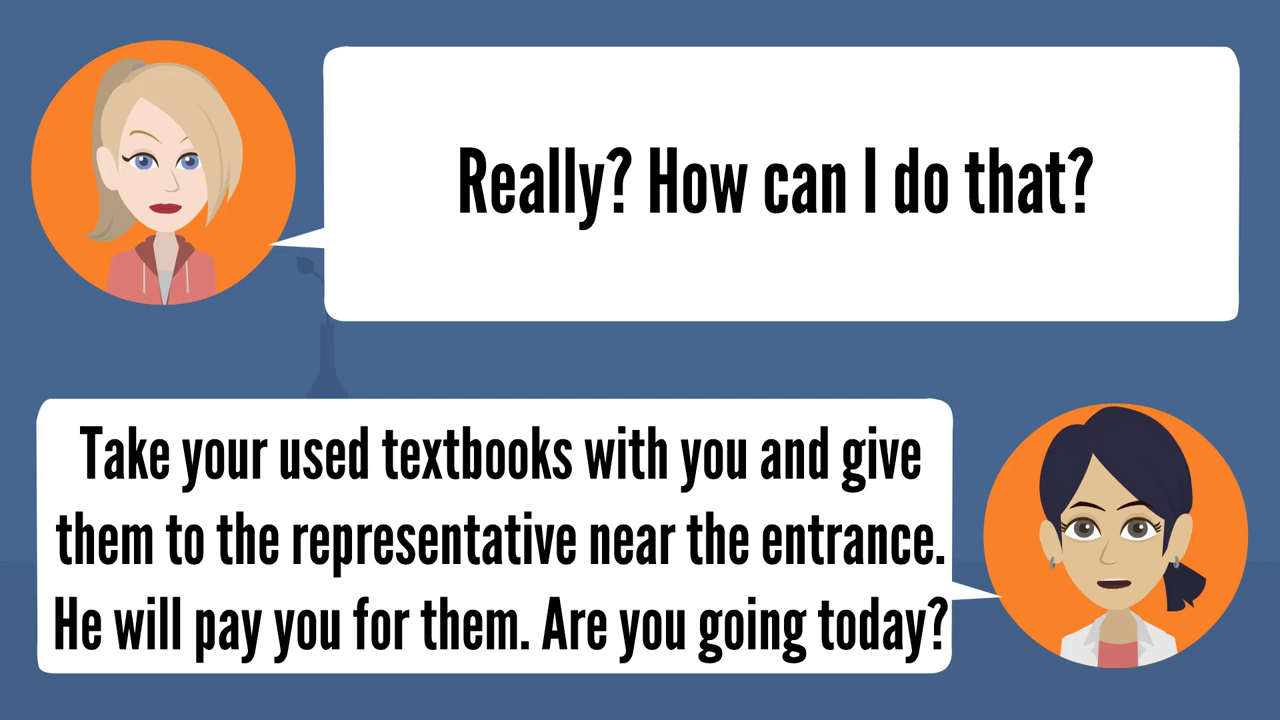 Really? How can I do that?
Take your used textbooks with you and give
them to the representative near the entrance.
He will pay you for them. Are you going today?